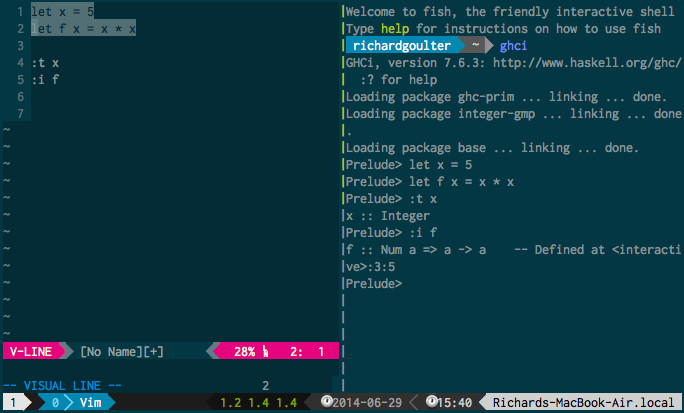 1 let x = 5
2 let f x = x * x
3
4 :t x
5 :i f
6
7
~
~
~
~
~
~
~
~
~
~
~
~
~
V-LINE [No Name][+] 28% 2: 1
-- VISUAL LINE -- 2
Welcome to fish, the friendly interactive shell
Type help for instructions on how to use fish
richardgoulter ~ ghci
GHCi, version 7.6.3: http://www.haskell.org/ghc/
:? for help
Loading package ghc-prim ... linking ... done.
Loading package integer-gmp ... linking ... done
.
Loading package base ... linking ... done.
Prelude> let x = 5
Prelude> let f x = x * x
Prelude> :t x
x :: Integer
Prelude> :i f
f :: Num a => a -> a -- Defined at <interacti
ve>:3:5
Prelude>
1 0 Vim 1.2 1.4 1.4 2014-06-29 15:40 Richards-MacBook-Air.local